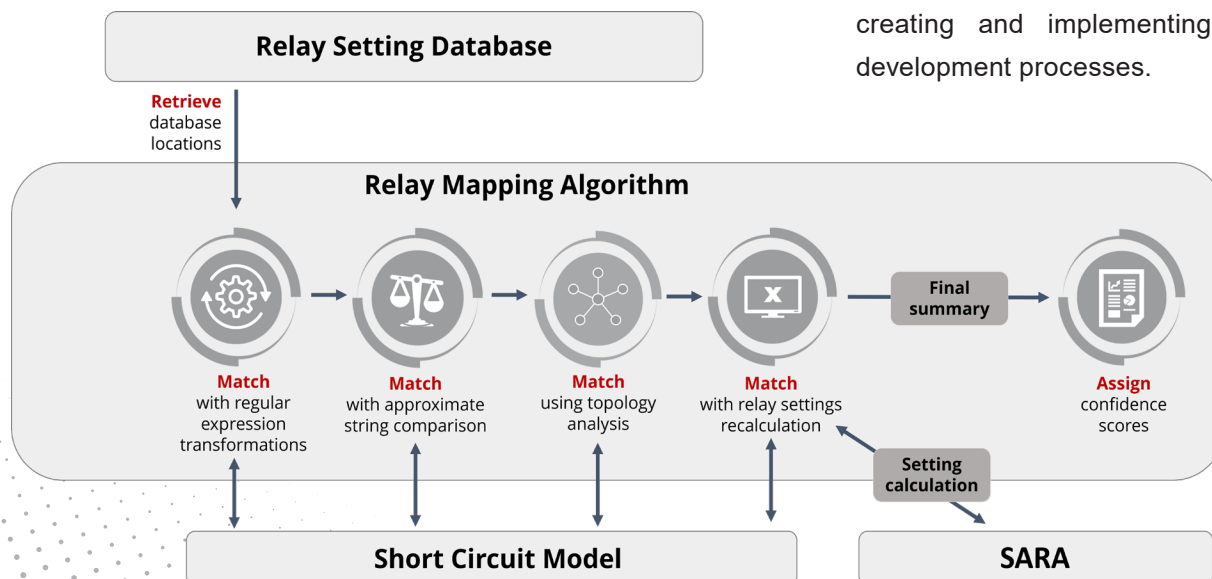 creating and implementing
development processes.
Relay Setting Database
Retrieve
database
locations
Relay Mapping Algorithm
X
Final
summary
Match
with regular
expression
transformations
Match
with approximate
string comparison
Match
using topology
analysis
Match
with relay settings
recalculation
Assign
confidence
scores
Setting
calculation
Short Circuit Model
SARA